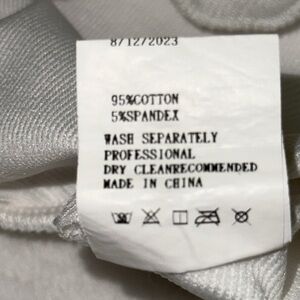 8/12/2023
95%COTTON
5%SPANDEX
WASH SEPARATELY
PROFESSIONAL
DRY CLEANRECOMMENDED
MADE IN CHINA